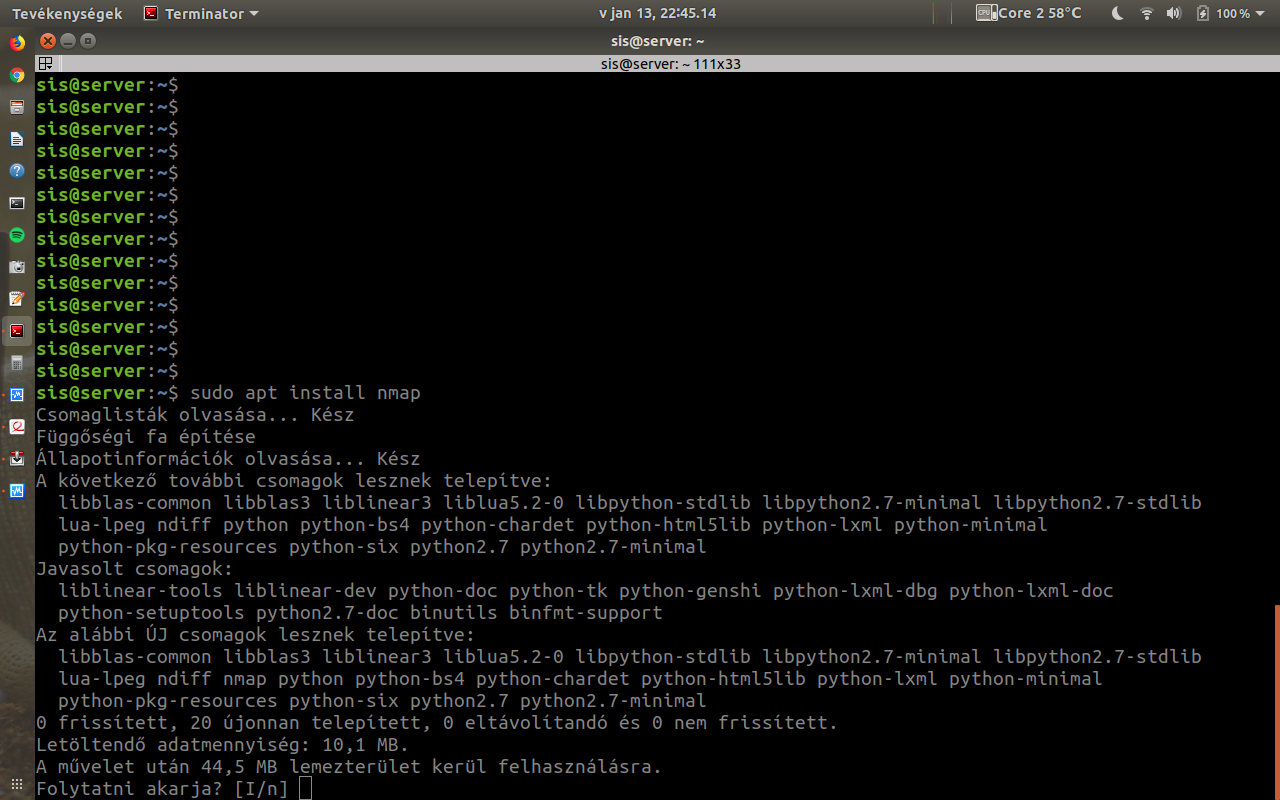 Tevékenységek Terminator v jan 13, 22:45.14 CPU Core 2 58°C 100 %
sis@server: ~
sis@server: ~ 111x33
sis@server:~$
sis@server:~$
sis@server:~$
sis@server:~$
sis@server:~$
sis@server:~$
sis@server:~$
sis@server:~$
sis@server:~$
sis@server:~$
sis@server:~$
sis@server:~$
sis@server:~$
sis@server:~$
sis@server:~$ sudo apt install nmap
Csomaglisták olvasása... Kész
Függőségi fa építése
Állapotinformációk olvasása... Kész
A következő további csomagok lesznek telepítve:
libblas-common libblas3 liblinear3 liblua5.2-0 libpython-stdlib libpython2.7-minimal libpython2.7-stdlib
lua-lpeg ndiff python python-bs4 python-chardet python-html5lib python-lxml python-minimal
python-pkg-resources python-six python2.7 python2.7-minimal
Javasolt csomagok:
liblinear-tools liblinear-dev python-doc python-tk python-genshi python-lxml-dbg python-lxml-doc
python-setuptools python2.7-doc binutils binfmt-support
Az alábbi ÚJ csomagok lesznek telepítve:
libblas-common libblas3 liblinear3 liblua5.2-0 libpython-stdlib libpython2.7-minimal libpython2.7-stdlib
lua-lpeg ndiff nmap python python-bs4 python-chardet python-html5lib python-lxml python-minimal
python-pkg-resources python-six python2.7 python2.7-minimal
0 frissített, 20 újonnan telepített, 0 eltávolítandó és 0 nem frissített.
Letöltendő adatmennyiség: 10,1 MB.
A művelet után 44,5 MB lemezterület kerül felhasználásra.
Folytatni akarja? [I/n]